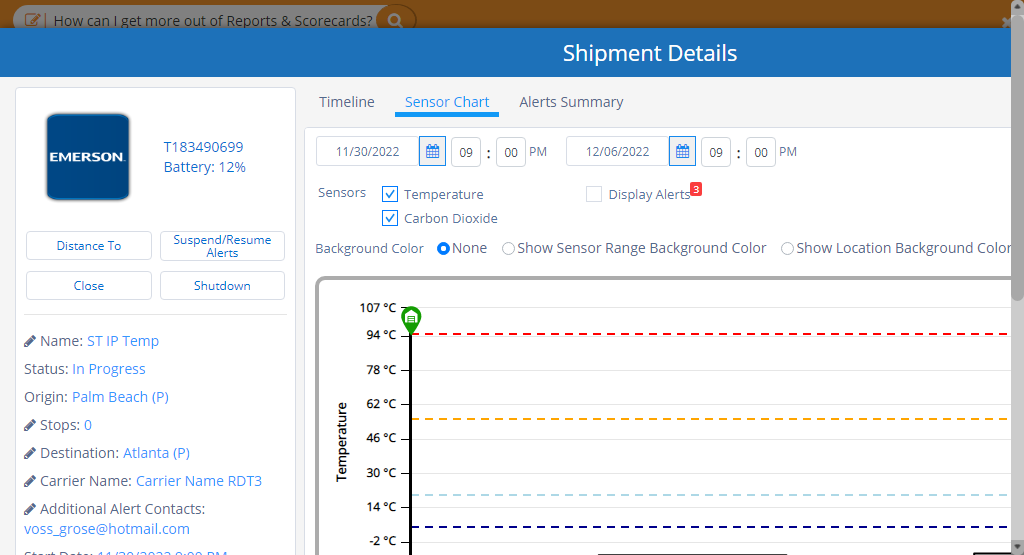 How can I get more out of Reports & Scorecards?
Shipment Details
EMERSON.
T183490699
Battery: 12%
Distance To
Suspend/Resume
Alerts
Close
Shutdown
Name: ST IP Temp
Status: In Progress
Origin: Palm Beach (P)
Stops: 0
Destination: Atlanta (P)
Carrier Name: Carrier Name RDT3
Additional Alert Contacts:
voss_grose@hotmail.com
Start Date: 11/30/2022 9:00 PM
Timeline Sensor Chart Alerts Summary
11/30/2022 09 : 00 PM 12/06/2022 09 : 00 PM
Sensors Temperature Display Alerts 3
Carbon Dioxide
Background Color None Show Sensor Range Background Color Show Location Background Color
107 °C
94 °C
78 °C
62 °C
46 °C
30 °C
14 °C
-2 °C
Temperature